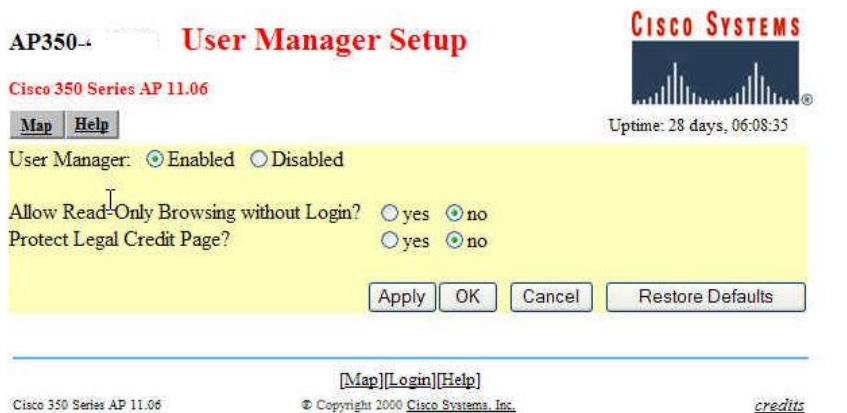 AP350- User Manager Setup
CISCO SYSTEMS
®
Cisco 350 Series AP 11.06
Map Help
Uptime: 28 days, 06:08:35
User Manager: Enabled Disabled
Allow Read-Only Browsing without Login? yes no
Protect Legal Credit Page? yes no
Apply OK Cancel Restore Defaults
[Map][Login][Help]
Cisco 350 Series AP 11.06 © Copyright 2000 Cisco Systems, Inc. credits